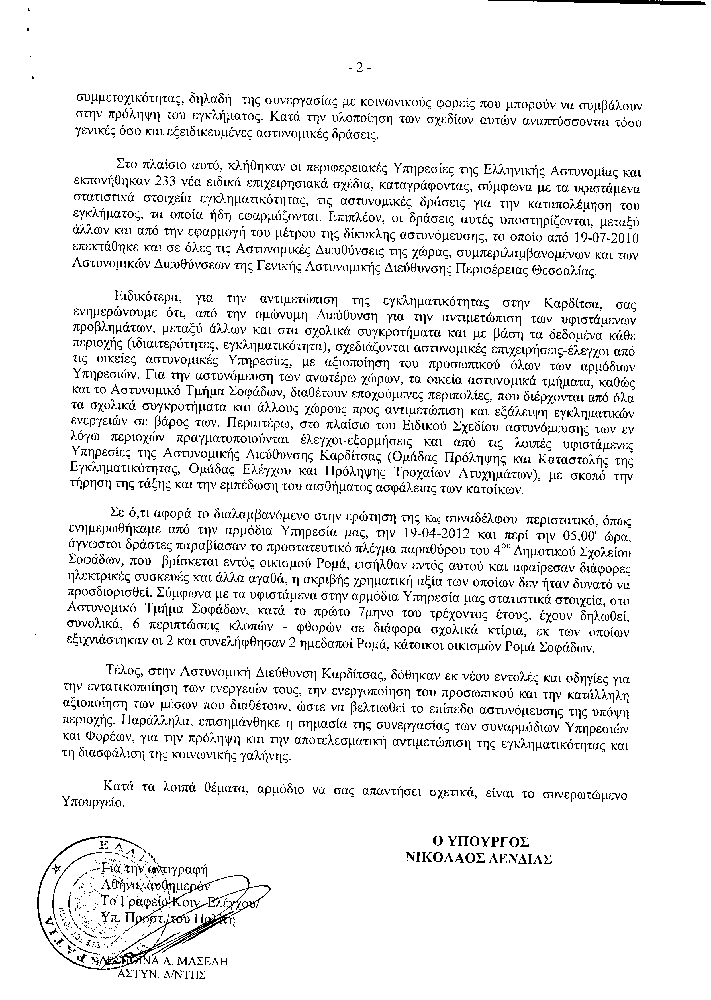 - 2 -
συμμετοχικότητας, δηλαδή της συνεργασίας με κοινωνικούς φορείς που μπορούν να συμβάλουν
στην πρόληψη του εγκλήματος. Κατά την υλοποίηση των σχεδίων αυτών αναπτύσσονται τόσο
γενικές όσο και εξειδικευμένες αστυνομικές δράσεις.
Στο πλαίσιο αυτό, κλήθηκαν οι περιφερειακές Υπηρεσίες της Ελληνικής Αστυνομίας και
εκπονήθηκαν 233 νέα ειδικά επιχειρησιακά σχέδια, καταγράφοντας, σύμφωνα με τα υφιστάμενα
στατιστικά στοιχεία εγκληματικότητας, τις αστυνομικές δράσεις για την καταπολέμηση του
εγκλήματος, τα οποία ήδη εφαρμόζονται. Επιπλέον, οι δράσεις αυτές υποστηρίζονται, μεταξύ
άλλων και από την εφαρμογή του μέτρου της δίκυκλης αστυνόμευσης, το οποίο από 19-07-2010
επεκτάθηκε και σε όλες τις Αστυνομικές Διευθύνσεις της χώρας, συμπεριλαμβανομένων και των
Αστυνομικών Διευθύνσεων της Γενικής Αστυνομικής Διεύθυνσης Περιφέρειας Θεσσαλίας.
Ειδικότερα, για την αντιμετώπιση της εγκληματικότητας στην Καρδίτσα, σας
ενημερώνουμε ότι, από την ομώνυμη Διεύθυνση για την αντιμετώπιση των υφιστάμενων
προβλημάτων, μεταξύ άλλων και στα σχολικά συγκροτήματα και με βάση τα δεδομένα κάθε
περιοχής (ιδιαιτερότητες, εγκληματικότητα), σχεδιάζονται αστυνομικές επιχειρήσεις-έλεγχοι από
τις οικείες αστυνομικές Υπηρεσίες, με αξιοποίηση του προσωπικού όλων των αρμόδιων
Υπηρεσιών. Για την αστυνόμευση των ανωτέρω χώρων, τα οικεία αστυνομικά τμήματα, καθώς
και το Αστυνομικό Τμήμα Σοφάδων, διαθέτουν εποχούμενες περιπολίες, που διέρχονται από όλα
τα σχολικά συγκροτήματα και άλλους χώρους προς αντιμετώπιση και εξάλειψη εγκληματικών
ενεργειών σε βάρος των. Περαιτέρω, στο πλαίσιο του Ειδικού Σχεδίου αστυνόμευσης των εν
λόγω περιοχών πραγματοποιούνται έλεγχοι-εξορμήσεις και από τις λοιπές υφιστάμενες
Υπηρεσίες της Αστυνομικής Διεύθυνσης Καρδίτσας (Ομάδας Πρόληψης και Καταστολής της
Εγκληματικότητας, Ομάδας Ελέγχου και Πρόληψης Τροχαίων Ατυχημάτων), με σκοπό την
τήρηση της τάξης και την εμπέδωση του αισθήματος ασφάλειας των κατοίκων.
Σε ό,τι αφορά το διαλαμβανόμενο στην ερώτηση της κας συναδέλφου περιστατικό, όπως
ενημερωθήκαμε από την αρμόδια Υπηρεσία μας, την 19-04-2012 και περί την 05,00' ώρα,
άγνωστοι δράστες παραβίασαν το προστατευτικό πλέγμα παραθύρου του 4ου Δημοτικού Σχολείου
Σοφάδων, που βρίσκεται εντός οικισμού Ρομά, εισήλθαν εντός αυτού και αφαίρεσαν διάφορες
ηλεκτρικές συσκευές και άλλα αγαθά, η ακριβής χρηματική αξία των οποίων δεν ήταν δυνατό να
προσδιορισθεί. Σύμφωνα με τα υφιστάμενα στην αρμόδια Υπηρεσία μας στατιστικά στοιχεία, στο
Αστυνομικό Τμήμα Σοφάδων, κατά το πρώτο 7μηνο του τρέχοντος έτους, έχουν δηλωθεί,
συνολικά, 6 περιπτώσεις κλοπών - φθορών σε διάφορα σχολικά κτίρια, εκ των οποίων
εξιχνιάστηκαν οι 2 και συνελήφθησαν 2 ημεδαποί Ρομά, κάτοικοι οικισμών Ρομά Σοφάδων.
Τέλος, στην Αστυνομική Διεύθυνση Καρδίτσας, δόθηκαν εκ νέου εντολές και οδηγίες για
την εντατικοποίηση των ενεργειών τους, την ενεργοποίηση του προσωπικού και την κατάλληλη
αξιοποίηση των μέσων που διαθέτουν, ώστε να βελτιωθεί το επίπεδο αστυνόμευσης της υπόψη
περιοχής. Παράλληλα, επισημάνθηκε η σημασία της συνεργασίας των συναρμόδιων Υπηρεσιών
και Φορέων, για την πρόληψη και την αποτελεσματική αντιμετώπιση της εγκληματικότητας και
τη διασφάλιση της κοινωνικής γαλήνης.
Κατά τα λοιπά θέματα, αρμόδιο να σας απαντήσει σχετικά, είναι το συνερωτώμενο
Υπουργείο.
Ο ΥΠΟΥΡΓΟΣ
ΝΙΚΟΛΑΟΣ ΔΕΝΔΙΑΣ
Για την αντιγραφή
Αθήνα, αυθημερόν
Το Γραφείο Κοιν. Ελέγχου/
Υπ. Προστ. του Πολίτη
ΔΕΣΠΟΙΝΑ Α. ΜΑΣΕΛΗ
ΑΣΤΥΝ. Δ/ΝΤΗΣ